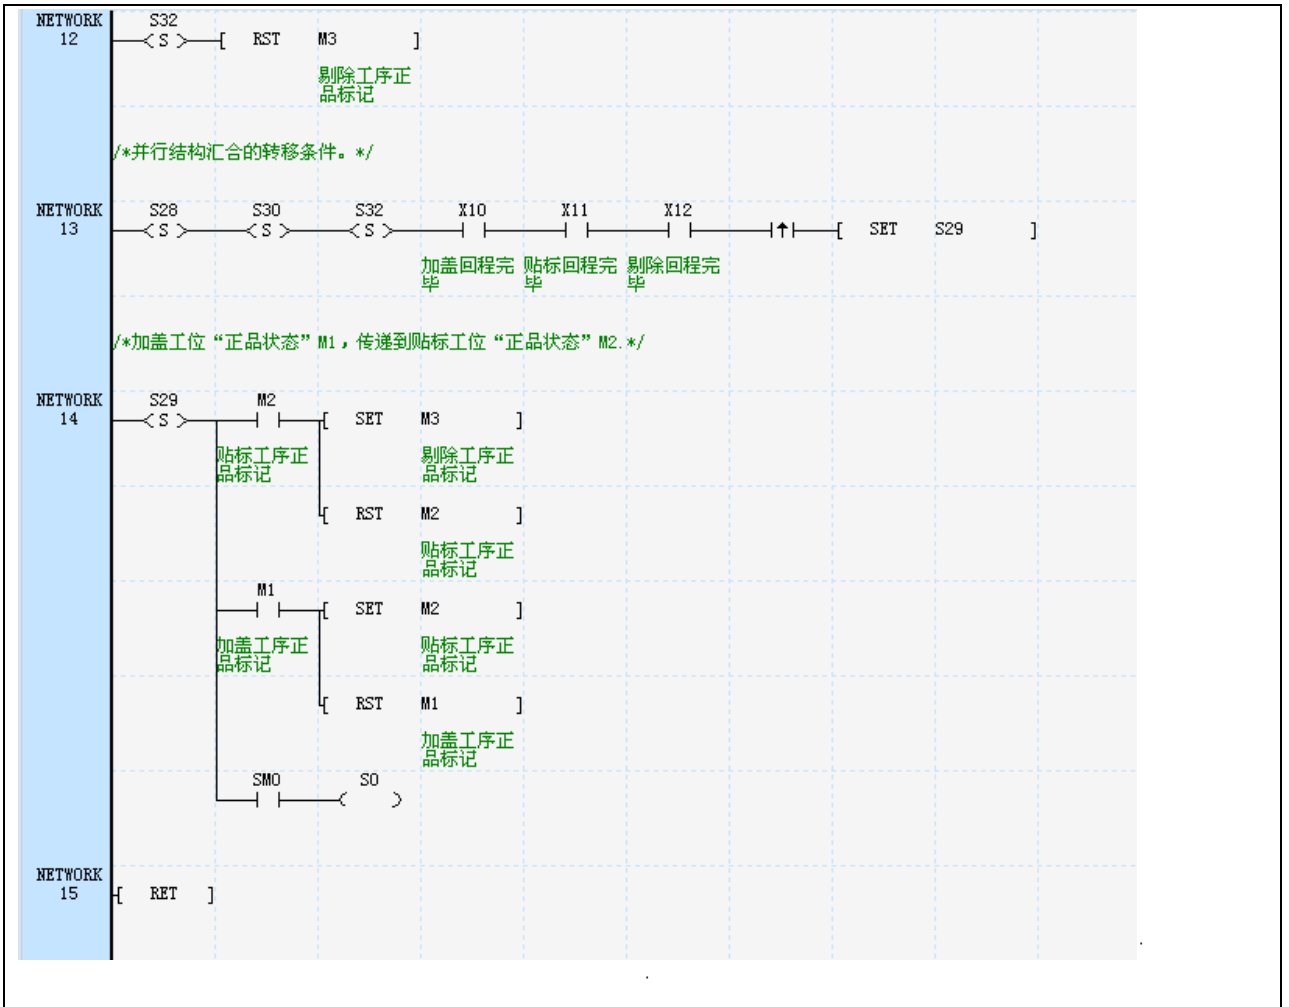 NETWORK 12
S32
S
[ RST M3 ]
剔除工序正
品标记
/*并行结构汇合的转移条件。*/
NETWORK 13
S28 S30 S32 X10 X11 X12
S S S [ SET S29 ]
加盖回程完 贴标回程完 剔除回程完
毕 毕 毕
/*加盖工位“正品状态”M1，传递到贴标工位“正品状态”M2.*/
NETWORK 14
S29 M2
S [ SET M3 ]
贴标工序正 剔除工序正
品标记 品标记
[ RST M2 ]
贴标工序正
品标记
M1
[ SET M2 ]
加盖工序正 贴标工序正
品标记 品标记
[ RST M1 ]
加盖工序正
品标记
SM0 S0
( )
NETWORK 15
[ RET ]